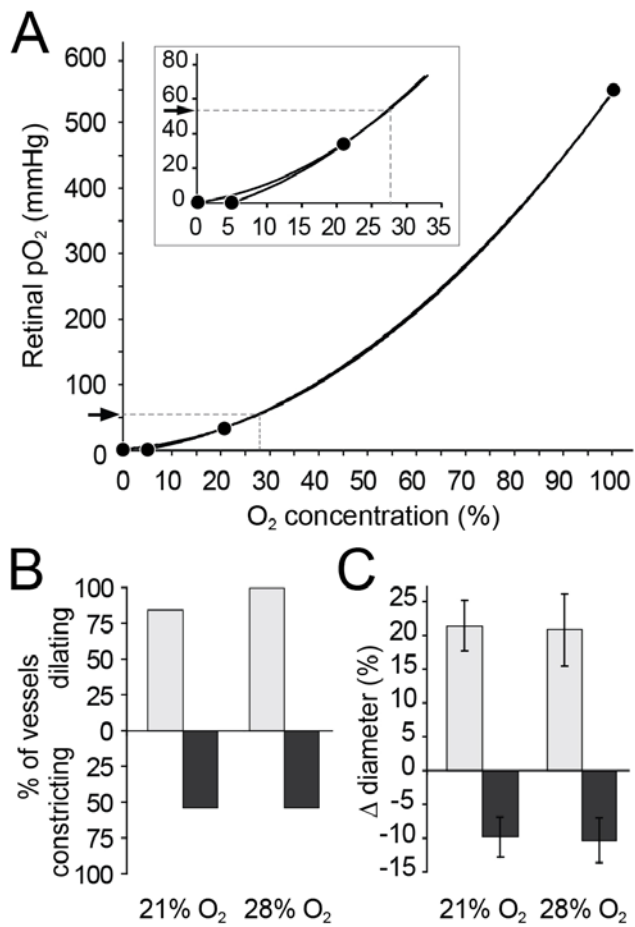 A
Retinal pO₂ (mmHg)
600
550
500
400
300
200
100
0
80
60
40
20
0
0 5 10 15 20 25 30 35
0 10 20 30 40 50 60 70 80 90 100
O₂ concentration (%)
B
% of vessels
constricting dilating
100
75
50
25
0
25
50
75
100
21% O₂ 28% O₂
C
Δ diameter (%)
25
20
15
10
5
0
-5
-10
-15
21% O₂ 28% O₂